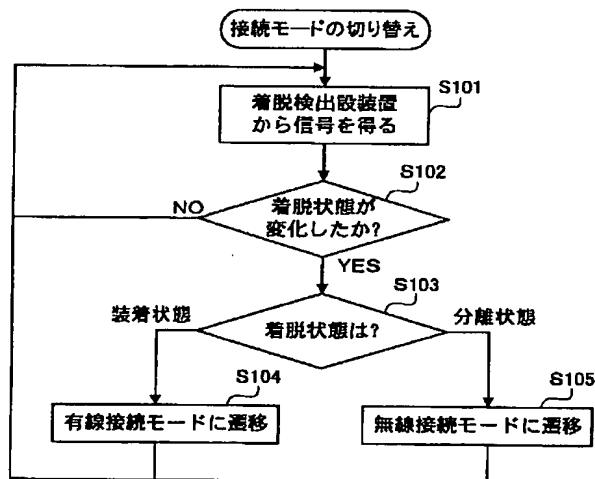 接続モードの切り替え
S101
着脱検出設装置
から信号を得る
S102
着脱状態が
変化したか?
NO
YES
S103
着脱状態は?
装着状態
分離状態
S104
有線接続モードに遷移
S105
無線接続モードに遷移